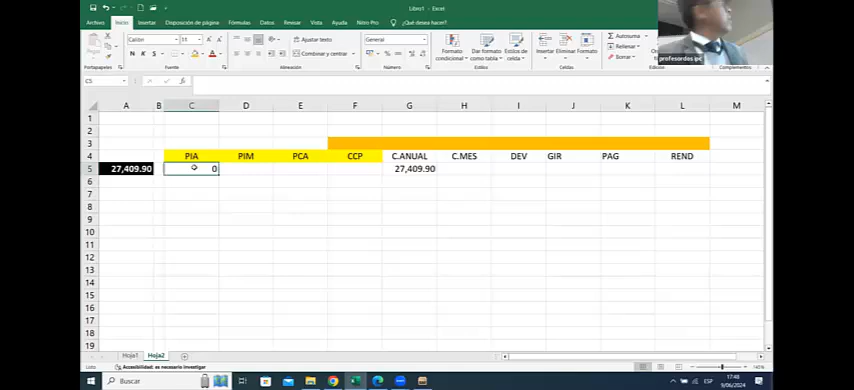 Libro1 - Excel
Archivo Inicio Insertar Disposición de página Fórmulas Datos Revisar Vista Ayuda Nitro Pro ¿Qué desea hacer?
Calibri 11 General
Ajustar texto
Combinar y centrar
N K S
Formato condicional Dar formato como tabla Estilos de celda
Insertar Eliminar Formato
Autosuma
Rellenar
Borrar
Portapapeles Fuente Alineación Número Estilos Celdas Complementos
profesordos ipc
C5
A B C D E F G H I J K L M
1
2
3
4 PIA PIM PCA CCP C.ANUAL C.MES DEV GIR PAG REND
5 27,409.90 0 27,409.90
6
7
8
9
10
11
12
13
14
15
16
17
18
19
Hoja1 Hoja2
Listo Accesibilidad: es necesario investigar 145%
Buscar
ESP
17:48
9/06/2024